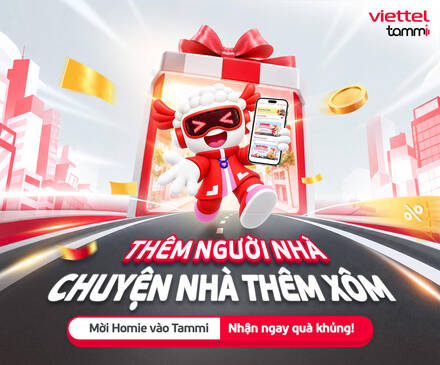 viettel
tammi
THÊM NGƯỜI NHÀ
CHUYỆN NHÀ THÊM XÔM
Mời Homie vào Tammi
Nhận ngay quà khủng!
%